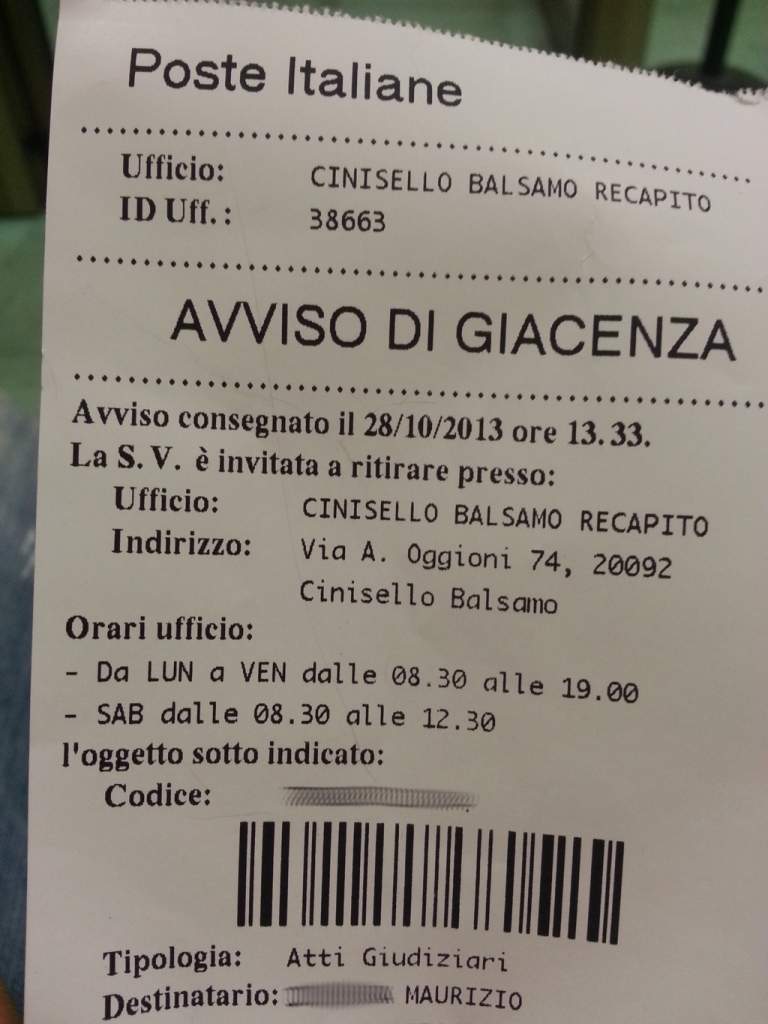 Poste Italiane
Ufficio: CINISELLO BALSAMO RECAPITO
ID Uff.: 38663
AVVISO DI GIACENZA
Avviso consegnato il 28/10/2013 ore 13.33.
La S.V. è invitata a ritirare presso:
Ufficio: CINISELLO BALSAMO RECAPITO
Indirizzo: Via A. Oggioni 74, 20092
Cinisello Balsamo
Orari ufficio:
- Da LUN a VEN dalle 08.30 alle 19.00
- SAB dalle 08.30 alle 12.30
l'oggetto sotto indicato:
Codice:
Tipologia: Atti Giudiziari
Destinatario: MAURIZIO